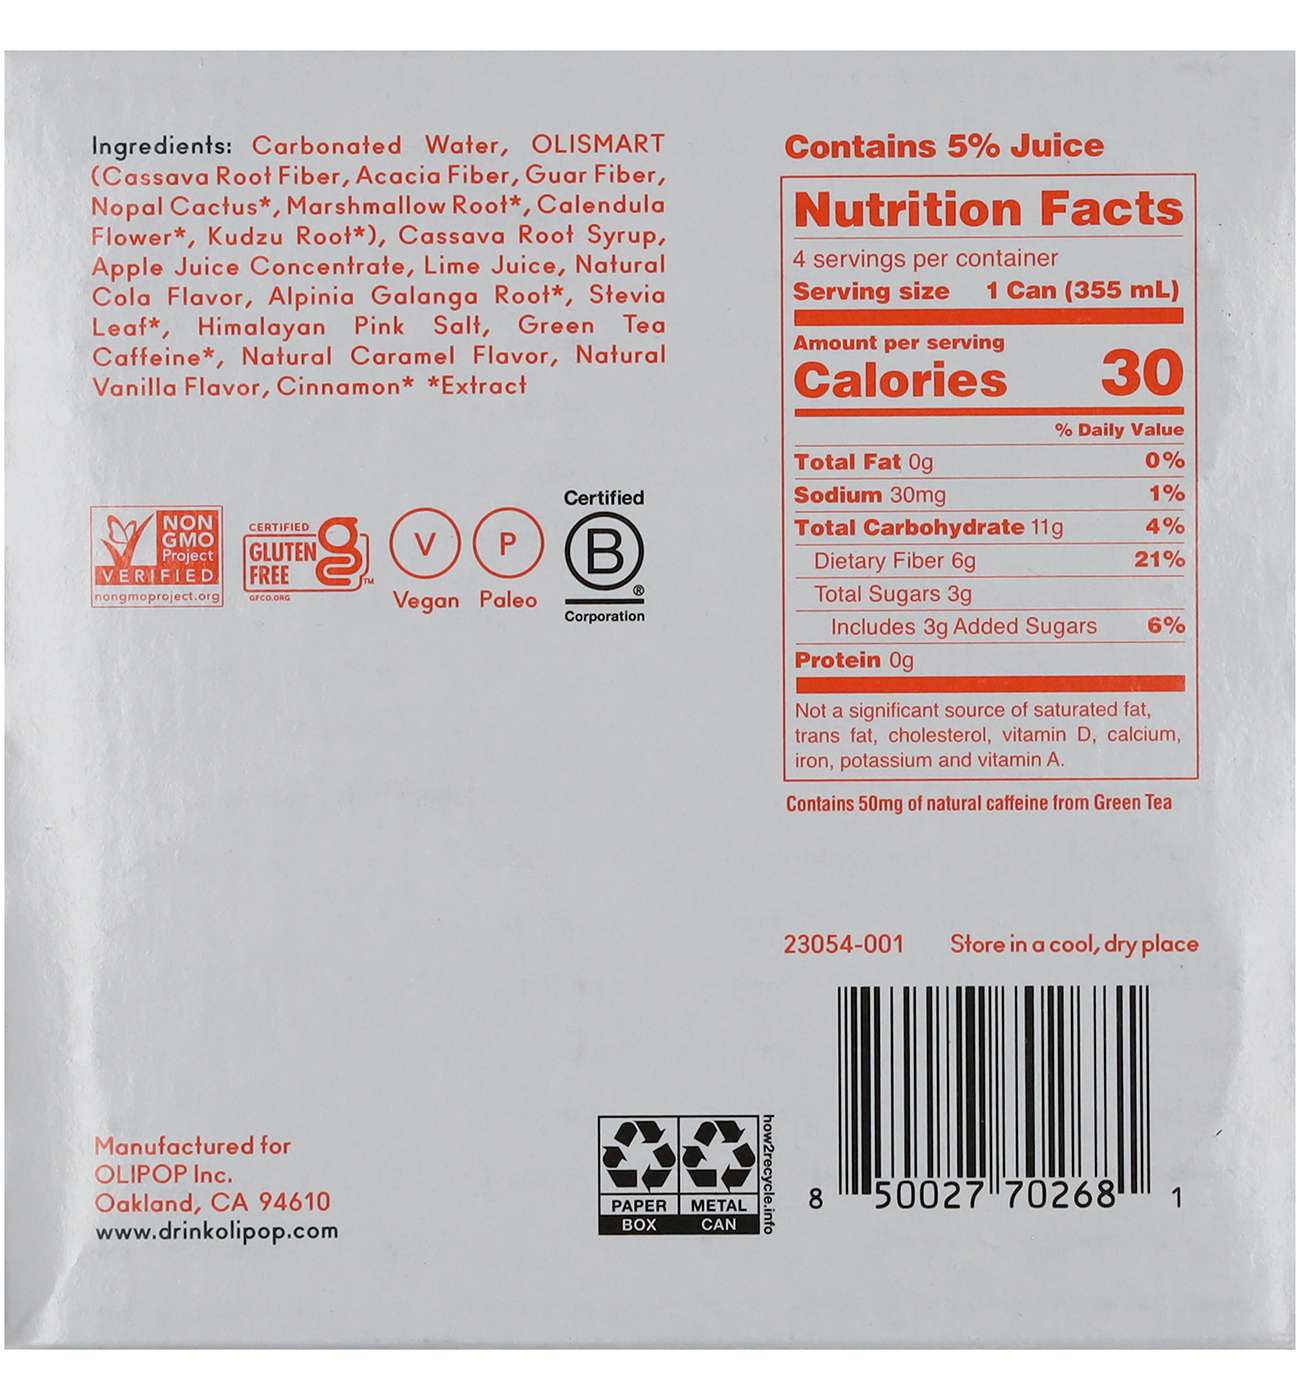 Ingredients: Carbonated Water, OLISMART
(Cassava Root Fiber, Acacia Fiber, Guar Fiber,
Nopal Cactus*, Marshmallow Root*, Calendula
Flower*, Kudzu Root*), Cassava Root Syrup,
Apple Juice Concentrate, Lime Juice, Natural
Cola Flavor, Alpinia Galanga Root*, Stevia
Leaf*, Himalayan Pink Salt, Green Tea
Caffeine*, Natural Caramel Flavor, Natural
Vanilla Flavor, Cinnamon* *Extract
NON
GMO
Project
VERIFIED
nongmoproject.org
CERTIFIED
GLUTEN
FREE
g
TM
GFCO.ORG
V
Vegan
P
Paleo
Certified
B
®
Corporation
Contains 5% Juice
Nutrition Facts
4 servings per container
Serving size 1 Can (355 mL)
Amount per serving
Calories 30
% Daily Value
Total Fat 0g 0%
Sodium 30mg 1%
Total Carbohydrate 11g 4%
Dietary Fiber 6g 21%
Total Sugars 3g
Includes 3g Added Sugars 6%
Protein 0g
Not a significant source of saturated fat,
trans fat, cholesterol, vitamin D, calcium,
iron, potassium and vitamin A.
Contains 50mg of natural caffeine from Green Tea
23054-001 Store in a cool, dry place
8 50027 70268 1
Manufactured for
OLIPOP Inc.
Oakland, CA 94610
www.drinkolipop.com
PAPER METAL
BOX CAN
how2recycle.info